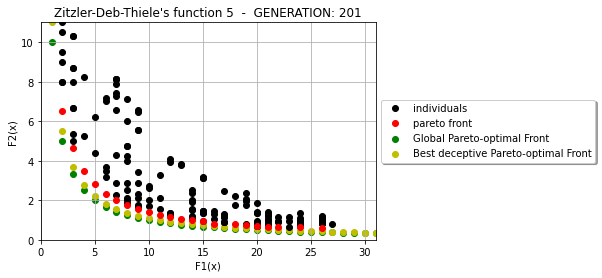 Zitzler-Deb-Thiele's function 5 - GENERATION: 201
F2(x)
10
8
6
4
2
0
0 5 10 15 20 25 30
F1(x)
individuals
pareto front
Global Pareto-optimal Front
Best deceptive Pareto-optimal Front